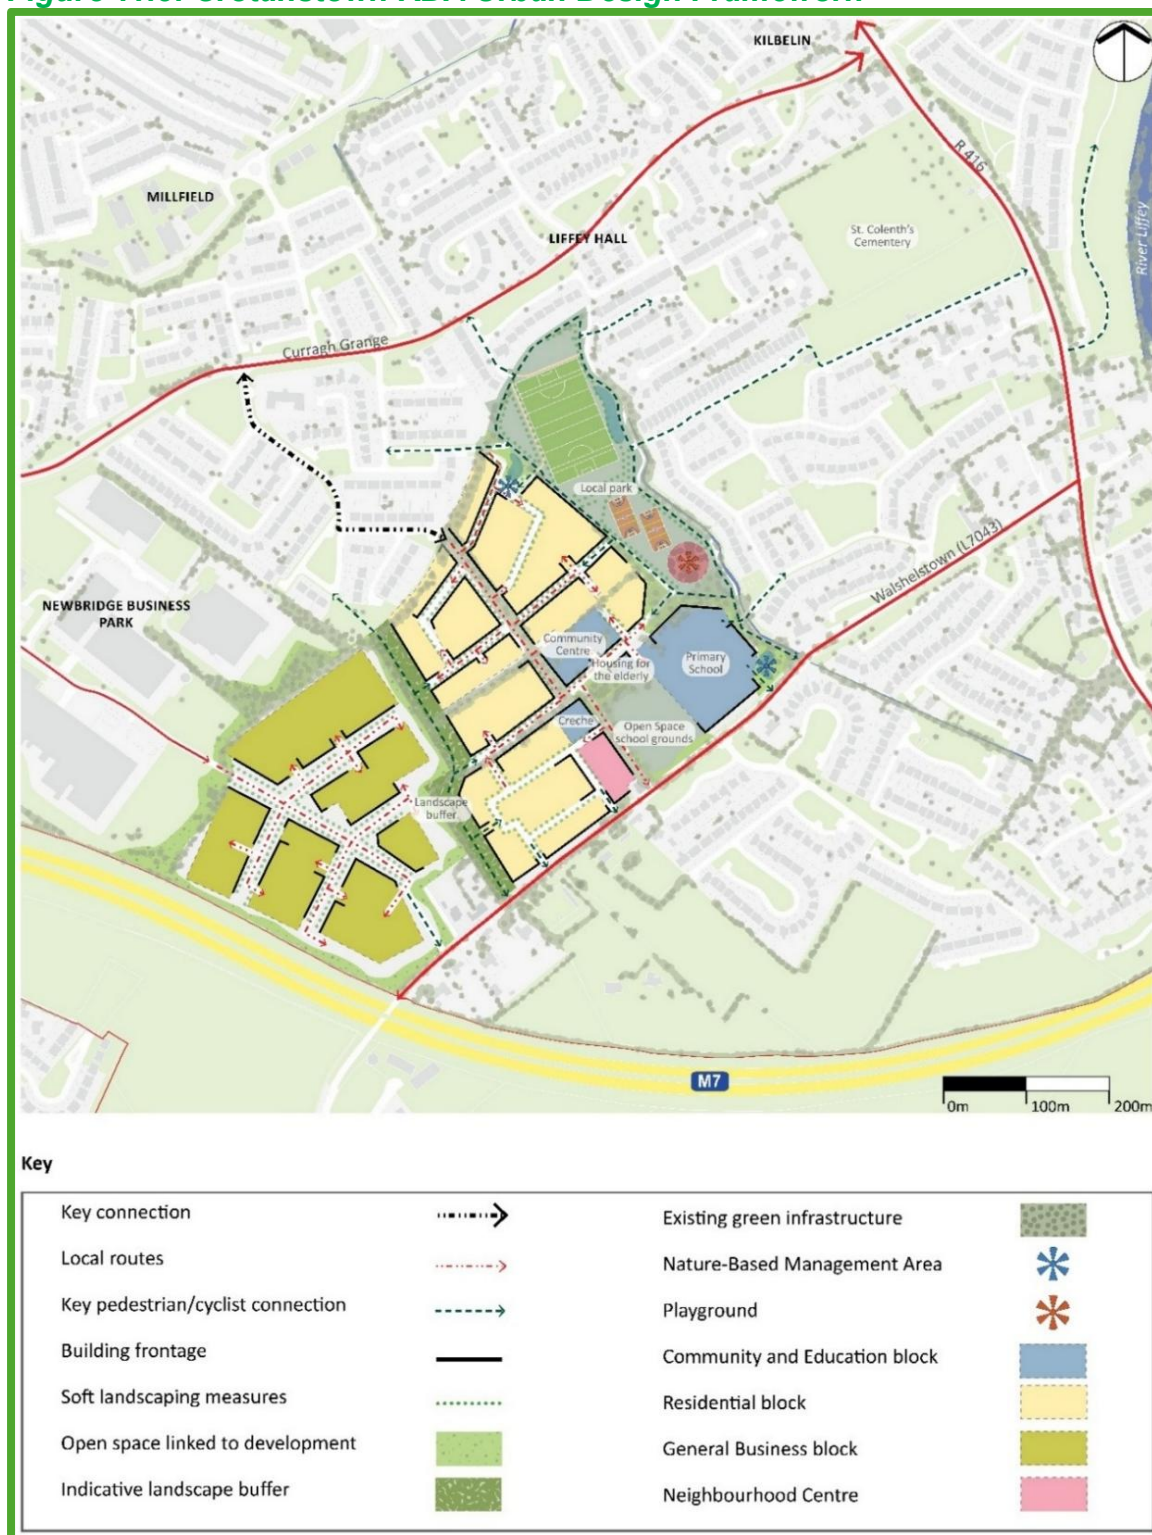 KILBELIN
R 416
MILLFIELD
River Liffey
St. Colenth's
Cementery
LIFFEY HALL
Curragh Grange
Local park
Walshelstown (L7043)
NEWBRIDGE BUSINESS
PARK
Community
Centre
Primary
School
Housing for
the elderly
Creche
Open Space
school grounds
Landscape
buffer
M7
0m
100m
200m
Key
Key connection
Local routes
Key pedestrian/cyclist connection
Building frontage
Soft landscaping measures
Open space linked to development
Indicative landscape buffer
Existing green infrastructure
Nature-Based Management Area
Playground
Community and Education block
Residential block
General Business block
Neighbourhood Centre